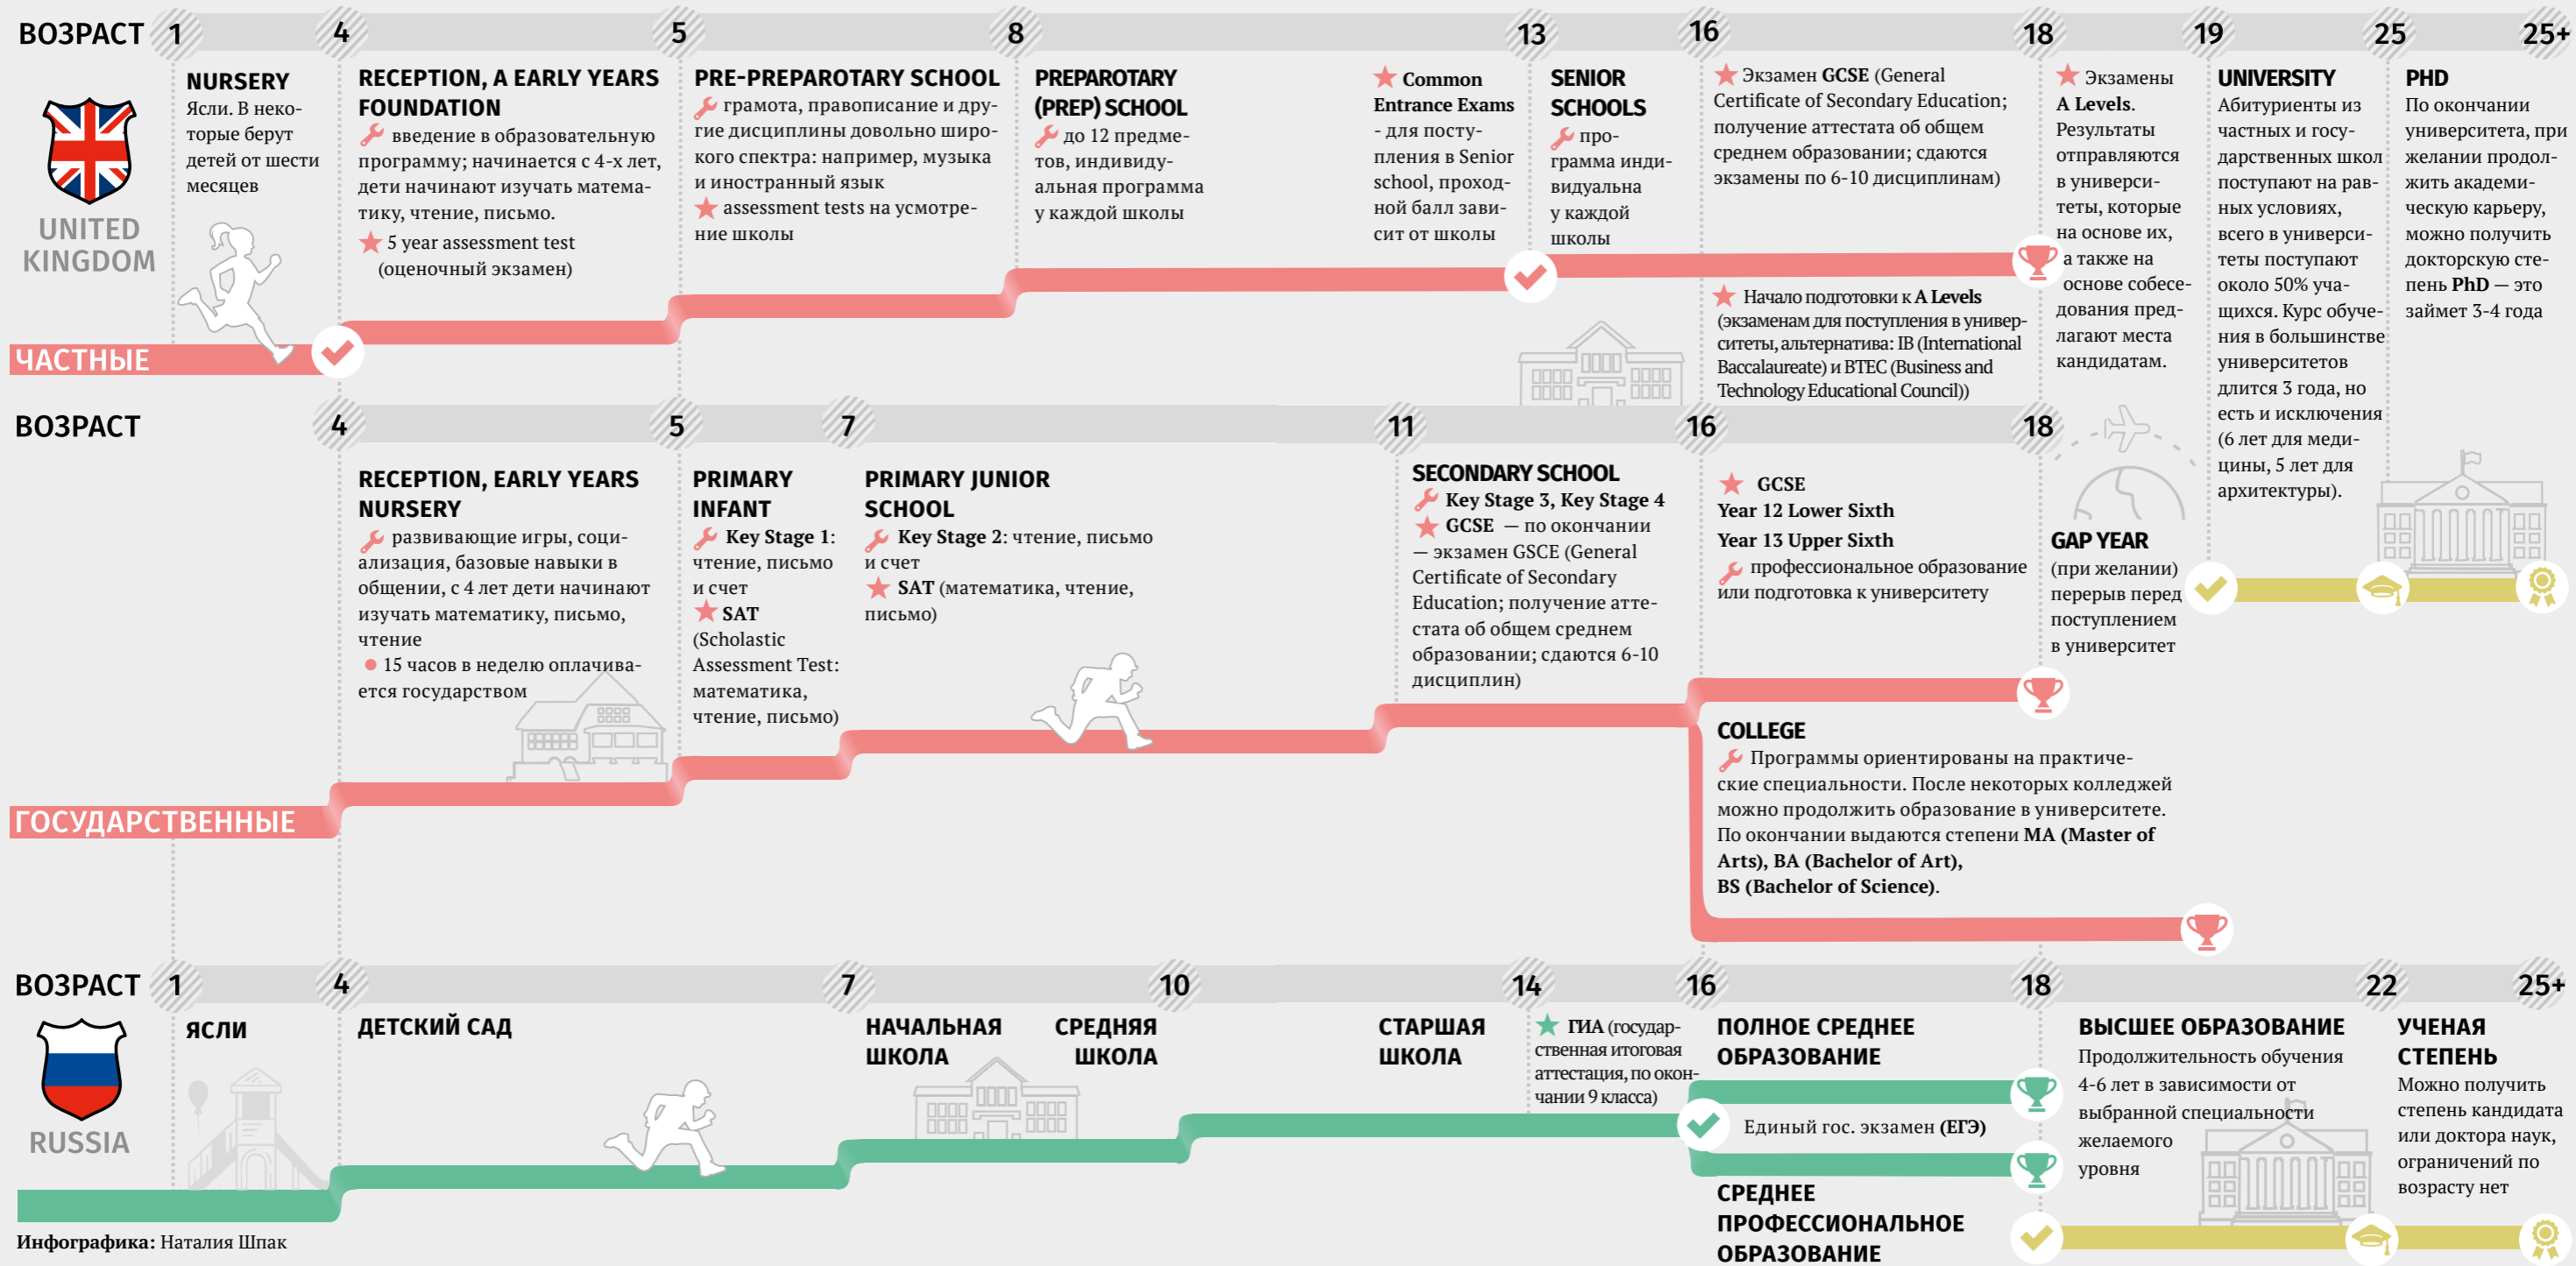 ВОЗРАСТ 1 4 5 8 13 16 18 19 25 25+
UNITED
KINGDOM
NURSERY
Ясли. В неко-
торые берут
детей от шести
месяцев
RECEPTION, A EARLY YEARS
FOUNDATION
введение в образовательную
программу; начинается с 4-х лет,
дети начинают изучать матема-
тику, чтение, письмо.
5 year assessment test
(оценочный экзамен)
PRE-PREPAROTARY SCHOOL
грамота, правописание и дру-
гие дисциплины довольно широ-
кого спектра: например, музыка
и иностранный язык
assessment tests на усмотре-
ние школы
PREPAROTARY
(PREP) SCHOOL
до 12 предме-
тов, индивиду-
альная программа
у каждой школы
Common
Entrance Exams
- для посту-
пления в Senior
school, проход-
ной балл зави-
сит от школы
SENIOR
SCHOOLS
про-
грамма инди-
видуальна
у каждой
школы
Экзамен GCSE (General
Certificate of Secondary Education;
получение аттестата об общем
среднем образовании; сдаются
экзамены по 6-10 дисциплинам)
Начало подготовки к A Levels
(экзаменам для поступления в универ-
ситеты, альтернатива: IB (International
Baccalaureate) и BTEC (Business and
Technology Educational Council))
Экзамены
A Levels.
Результаты
отправляются
в универси-
теты, которые
на основе их,
а также на
основе собесе-
дования пред-
лагают места
кандидатам.
UNIVERSITY
Абитуриенты из
частных и госу-
дарственных школ
поступают на рав-
ных условиях,
всего в универси-
теты поступают
около 50% уча-
щихся. Курс обуче-
ния в большинстве
университетов
длится 3 года, но
есть и исключения
(6 лет для меди-
цины, 5 лет для
архитектуры).
PHD
По окончании
университета, при
желании продол-
жить академи-
ческую карьеру,
можно получить
докторскую сте-
пень PhD — это
займет 3-4 года
ЧАСТНЫЕ
ВОЗРАСТ 4 5 7 11 16 18
RECEPTION, EARLY YEARS
NURSERY
развивающие игры, соци-
ализация, базовые навыки в
общении, с 4 лет дети начинают
изучать математику, письмо,
чтение
15 часов в неделю оплачива-
ется государством
PRIMARY
INFANT
Key Stage 1:
чтение, письмо
и счет
SAT
(Scholastic
Assessment Test:
математика,
чтение, письмо)
PRIMARY JUNIOR
SCHOOL
Key Stage 2: чтение, письмо
и счет
SAT (математика, чтение,
письмо)
SECONDARY SCHOOL
Key Stage 3, Key Stage 4
GCSE — по окончании
— экзамен GSCE (General
Certificate of Secondary
Education; получение атте-
стата об общем среднем
образовании; сдаются 6-10
дисциплин)
GCSE
Year 12 Lower Sixth
Year 13 Upper Sixth
профессиональное образование
или подготовка к университету
GAP YEAR
(при желании)
перерыв перед
поступлением
в университет
COLLEGE
Программы ориентированы на практиче-
ские специальности. После некоторых колледжей
можно продолжить образование в университете.
По окончании выдаются степени MA (Master of
Arts), BA (Bachelor of Art),
BS (Bachelor of Science).
ГОСУДАРСТВЕННЫЕ
ВОЗРАСТ 1 4 7 10 14 16 18 22 25+
RUSSIA
ЯСЛИ
ДЕТСКИЙ САД
НАЧАЛЬНАЯ
ШКОЛА
СРЕДНЯЯ
ШКОЛА
СТАРШАЯ
ШКОЛА
ГИА (государ-
ственная итоговая
аттестация, по окон-
чании 9 класса)
ПОЛНОЕ СРЕДНЕЕ
ОБРАЗОВАНИЕ
Единый гос. экзамен (ЕГЭ)
СРЕДНЕЕ
ПРОФЕССИОНАЛЬНОЕ
ОБРАЗОВАНИЕ
ВЫСШЕЕ ОБРАЗОВАНИЕ
Продолжительность обучения
4-6 лет в зависимости от
выбранной специальности
желаемого
уровня
УЧЕНАЯ
СТЕПЕНЬ
Можно получить
степень кандидата
или доктора наук,
ограничений по
возрасту нет
Инфографика: Наталия Шпак